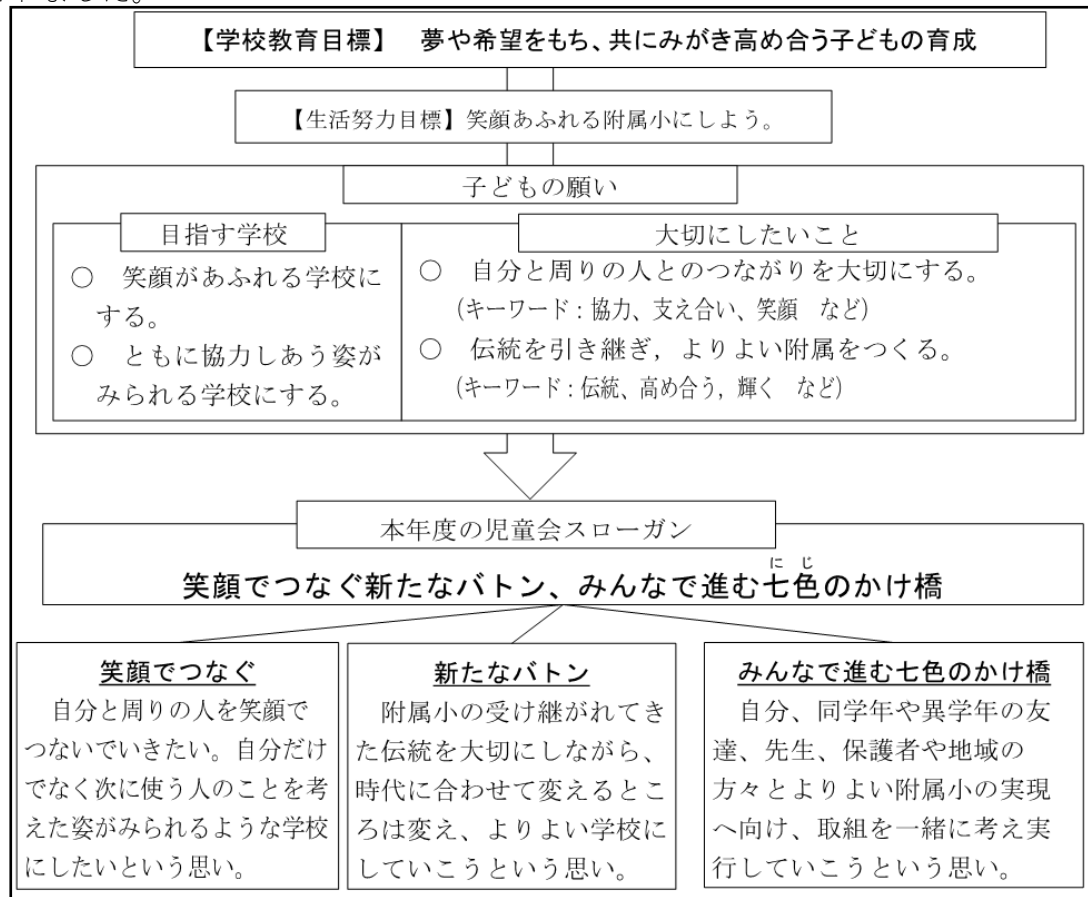 【学校教育目標】　夢や希望をもち、共にみがき高め合う子どもの育成
【生活努力目標】笑顔あふれる附属小にしよう。
子どもの願い
目指す学校
○　笑顔があふれる学校に
する。
○　ともに協力しあう姿が
みられる学校にする。
大切にしたいこと
○　自分と周りの人とのつながりを大切にする。
(キーワード：協力、支え合い、笑顔　など)
○　伝統を引き継ぎ，よりよい附属をつくる。
(キーワード：伝統、高め合う，輝く　など)
本年度の児童会スローガン
にじ
笑顔でつなぐ新たなバトン、みんなで進む七色のかけ橋
笑顔でつなぐ
自分と周りの人を笑顔で
つないでいきたい。自分だけ
でなく次に使う人のことを考
えた姿がみられるような学校
にしたいという思い。
新たなバトン
附属小の受け継がれてき
た伝統を大切にしながら、
時代に合わせて変えるとこ
ろは変え、よりよい学校に
していこうという思い。
みんなで進む七色のかけ橋
自分、同学年や異学年の友
達、先生、保護者や地域の
方々とよりよい附属小の実現
へ向け、取組を一緒に考え実
行していこうという思い。